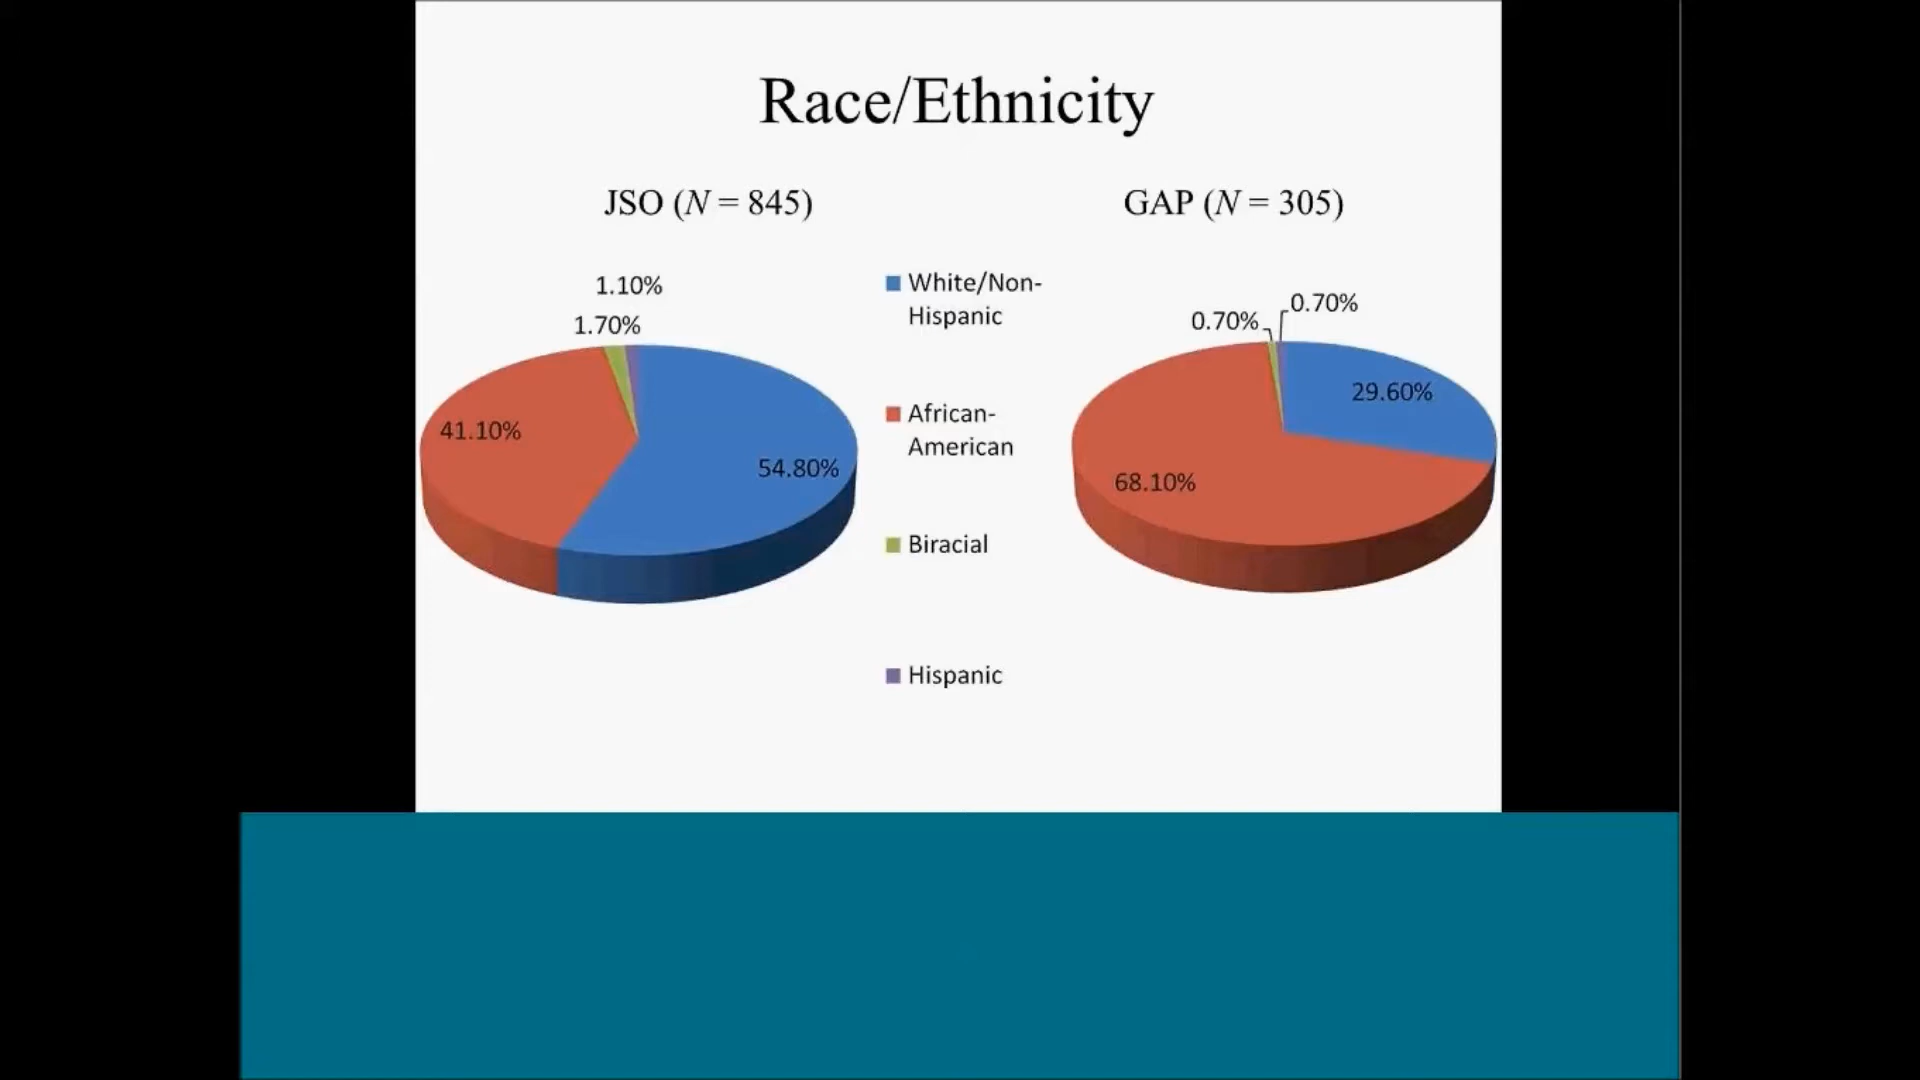 Race/Ethnicity
JSO (N = 845)
GAP (N = 305)
1.10%
1.70%
41.10%
54.80%
White/Non-
Hispanic
African-
American
Biracial
Hispanic
0.70%
0.70%
29.60%
68.10%